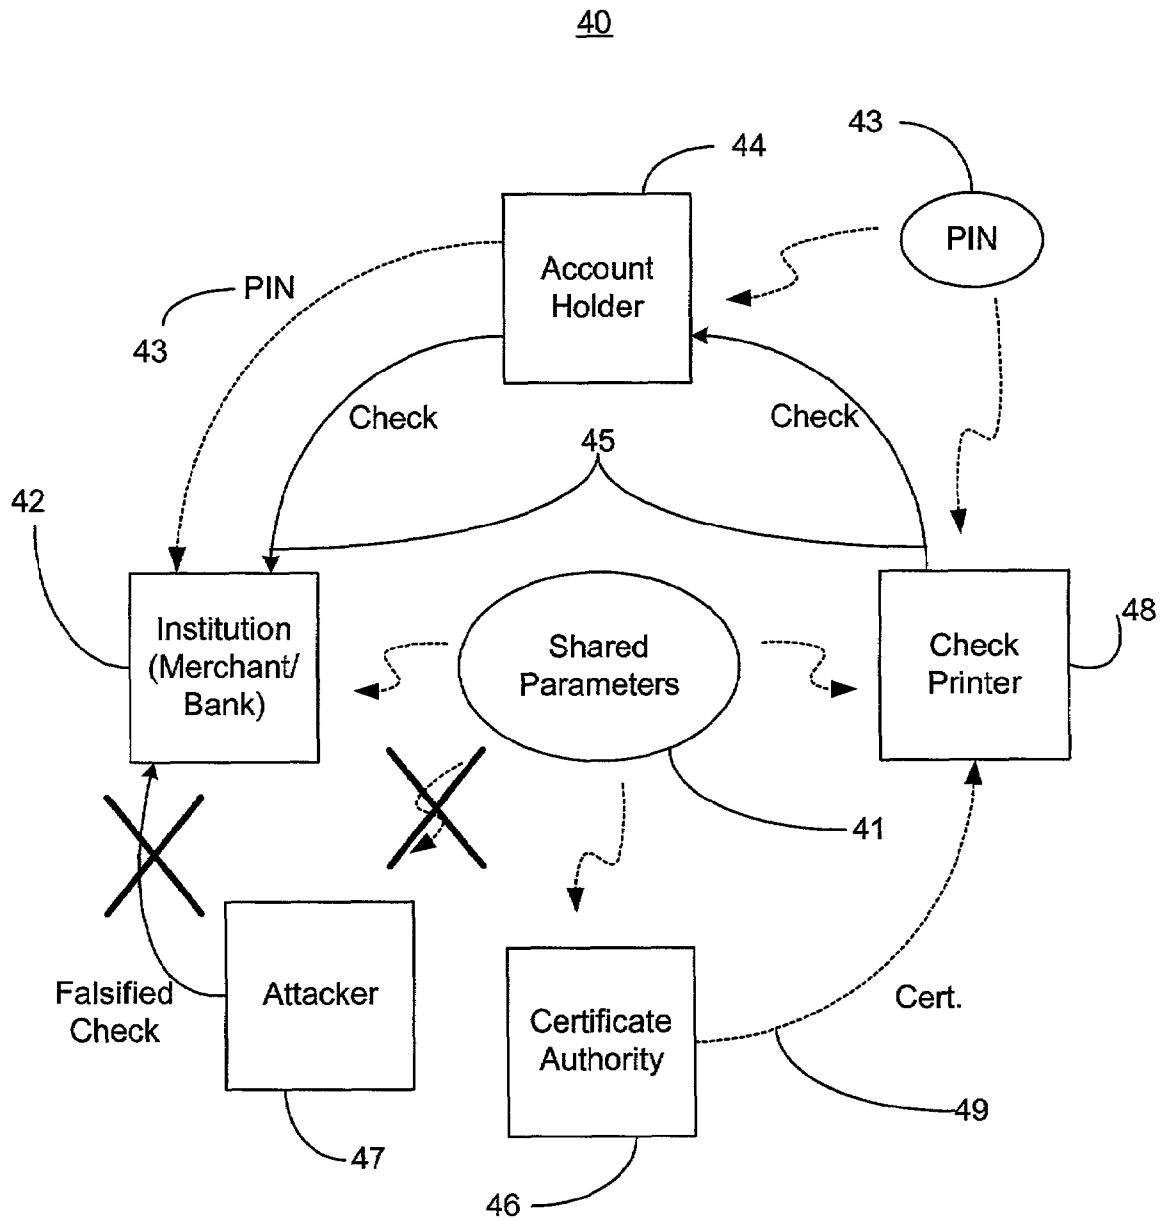 40
43
44
PIN
Account
Holder
PIN
43
Check
Check
45
42
Institution
(Merchant/
Bank)
Shared
Parameters
Check
Printer
48
41
Falsified
Check
Attacker
Certificate
Authority
Cert.
49
47
46